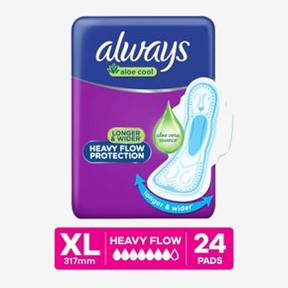 always
aloe cool
LONGER
& WIDER
HEAVY FLOW
PROTECTION
aloe vera
essence
longer & wider
XL
317mm
HEAVY FLOW
24
PADS